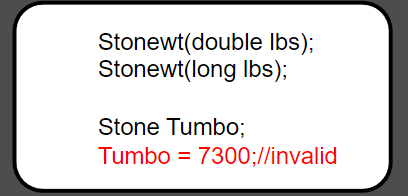 Stonewt(double lbs);
Stonewt(long lbs);
Stone Tumbo;
Tumbo = 7300;//invalid